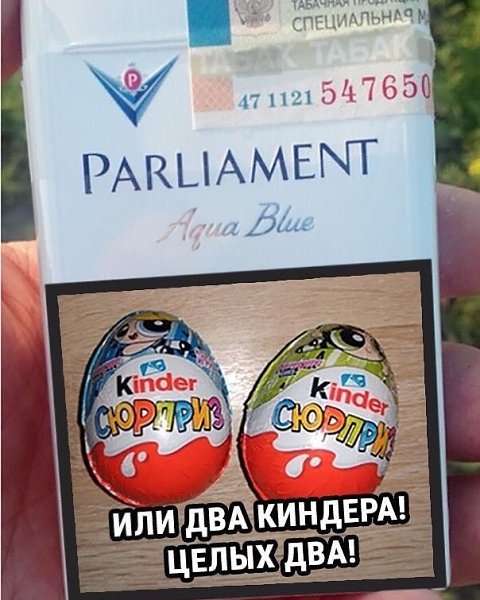 ТАБАЧНАЯ
СПЕЦИАЛЬНАЯ М
ТАБАК ТАБАК
47 1121 547650
P
PARLIAMENT
Aqua Blue
Kinder
СЮРПРИЗ
Kinder
СЮРПРИЗ
ИЛИ ДВА КИНДЕРА!
ЦЕЛЫХ ДВА!